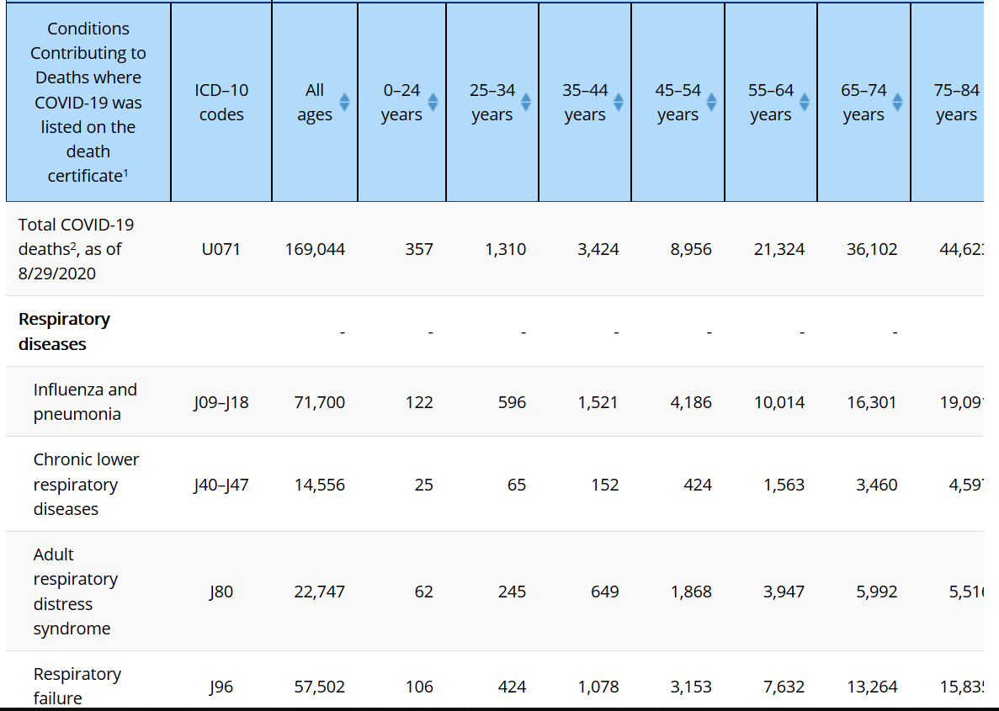 Conditions
Contributing to
Deaths where
COVID-19 was
listed on the
death
certificate¹
ICD–10
codes
All
ages
0–24
years
25–34
years
35–44
years
45–54
years
55–64
years
65–74
years
75–84
years
Total COVID-19
deaths², as of
8/29/2020
U071 169,044 357 1,310 3,424 8,956 21,324 36,102 44,62
Respiratory
diseases
- - - - - - -
Influenza and
pneumonia
J09–J18 71,700 122 596 1,521 4,186 10,014 16,301 19,09
Chronic lower
respiratory
diseases
J40–J47 14,556 25 65 152 424 1,563 3,460 4,59
Adult
respiratory
distress
syndrome
J80 22,747 62 245 649 1,868 3,947 5,992 5,51
Respiratory
failure
J96 57,502 106 424 1,078 3,153 7,632 13,264 15,83